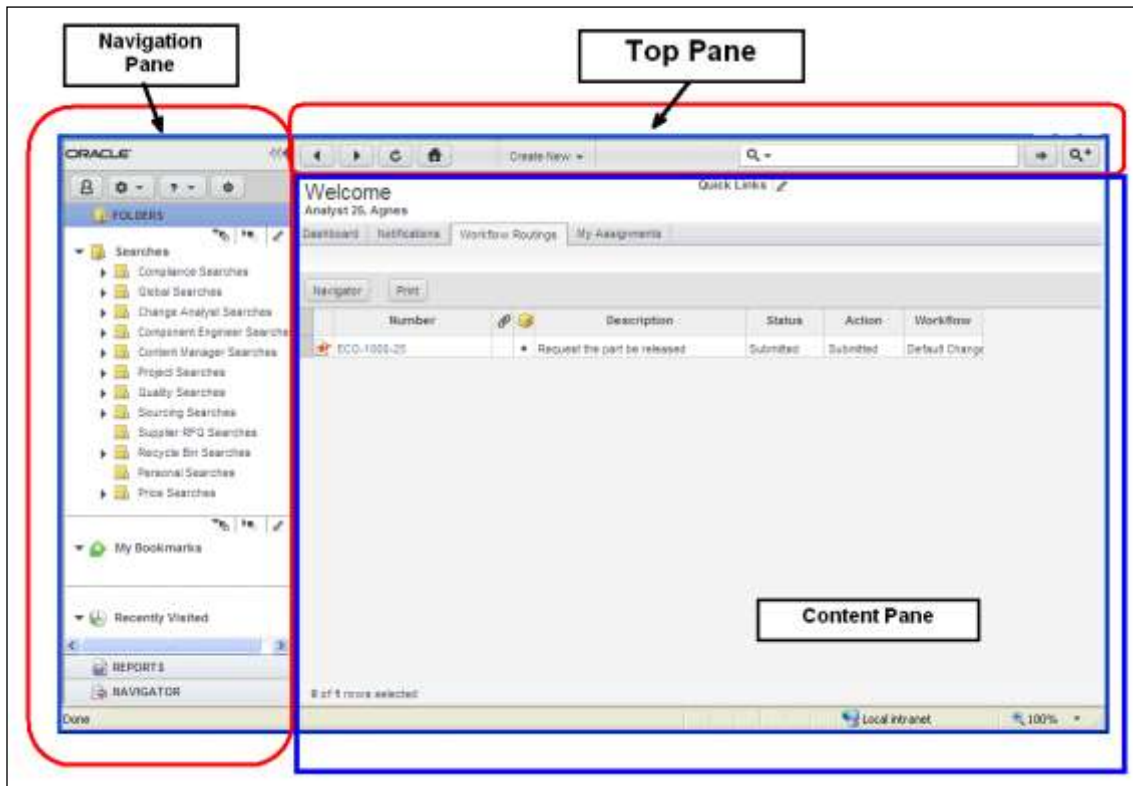 Navigation
Pane
Top Pane
ORACLE
Create New
FOLDERS
Welcome
Quick Links
Analyst 25, Agnes
Dashboard Notifications Workflow Routings My Assignments
Searches
Compliance Searches
Global Searches
Change Analyst Searches
Component Engineer Searche
Content Manager Searches
Project Searches
Quality Searches
Sourcing Searches
Supplier RFQ Searches
Recycle Bin Searches
Personal Searches
Price Searches
My Bookmarks
Recently Visited
REPORTS
NAVIGATOR
Navigator Print
Number Description Status Action Workflow
ECO-1000-25 Request the part be released Submitted Submitted Default Change
Content Pane
0 of 1 rows selected
Done Local intranet 100%